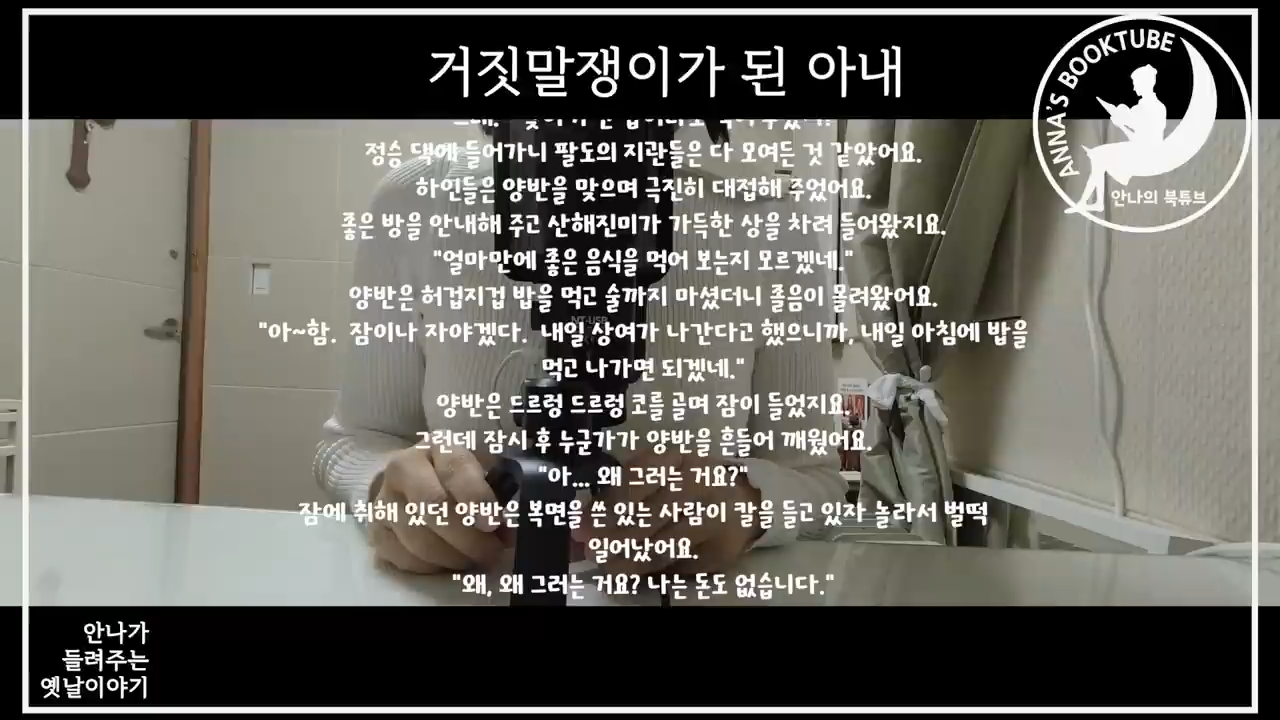 거짓말쟁이가 된 아내
ANNA'S BOOKTUBE
안나의 북튜브
정승 댁에 들어가니 팔도의 지관들은 다 모여든 것 같았어요.
하인들은 양반을 맞으며 극진히 대접해 주었어요.
좋은 방을 안내해 주고 산해진미가 가득한 상을 차려 들어왔지요.
"얼마만에 좋은 음식을 먹어 보는지 모르겠네."
양반은 허겁지겁 밥을 먹고 술까지 마셨더니 졸음이 몰려왔어요.
"아~함. 잠이나 자야겠다. 내일 상여가 나간다고 했으니까, 내일 아침에 밥을
먹고 나가면 되겠네."
양반은 드르렁 드르렁 코를 골며 잠이 들었지요.
그런데 잠시 후 누군가가 양반을 흔들어 깨웠어요.
"아... 왜 그러는 거요?"
잠에 취해 있던 양반은 복면을 쓴 있는 사람이 칼을 들고 있자 놀라서 벌떡
일어났어요.
"왜, 왜 그러는 거요? 나는 돈도 없습니다."
NT-USB
안나가
들려주는
옛날이야기